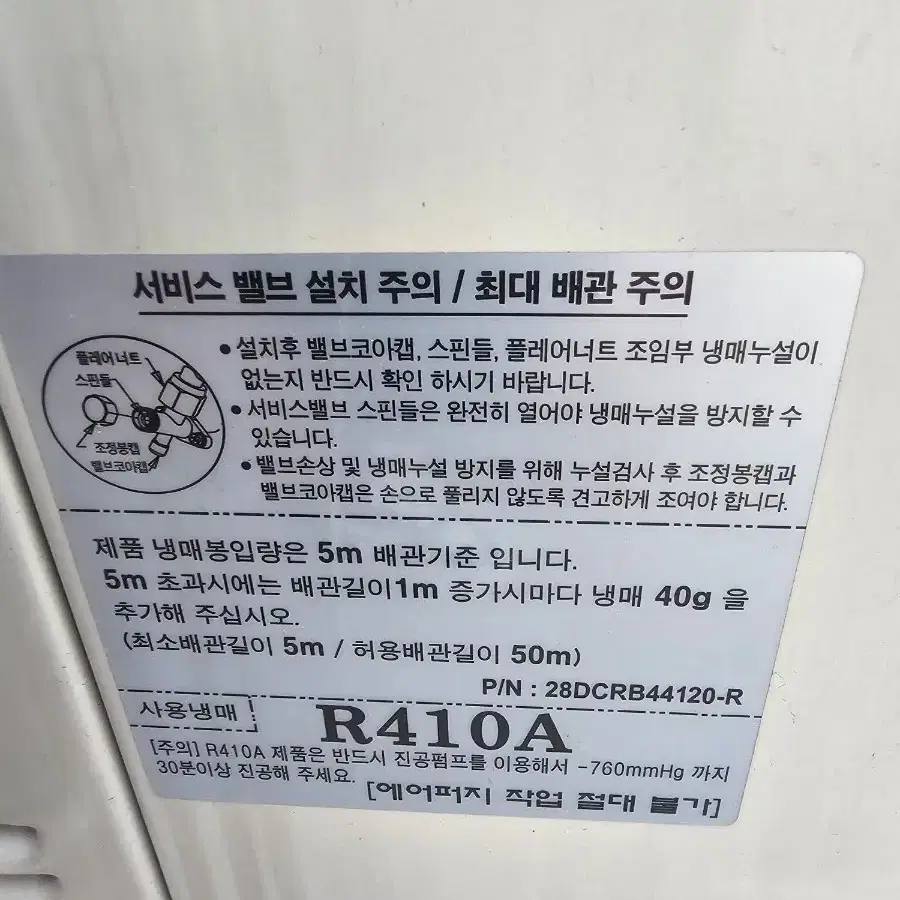 서비스 밸브 설치 주의 / 최대 배관 주의
플레어너트
스핀들
조정봉캡
밸브코아캡
• 설치후 밸브코아캡, 스핀들, 플레어너트 조임부 냉매누설이
없는지 반드시 확인 하시기 바랍니다.
• 서비스밸브 스핀들은 완전히 열어야 냉매누설을 방지할 수
있습니다.
• 밸브손상 및 냉매누설 방지를 위해 누설검사 후 조정봉캡과
밸브코아캡은 손으로 풀리지 않도록 견고하게 조여야 합니다.
제품 냉매봉입량은 5m 배관기준 입니다.
5m 초과시에는 배관길이1m 증가시마다 냉매 40g 을
추가해 주십시오.
(최소배관길이 5m / 허용배관길이 50m)
P/N : 28DCRB44120-R
사용냉매
R410A
[주의] R410A 제품은 반드시 진공펌프를 이용해서 -760mmHg 까지
30분이상 진공해 주세요.
[에어퍼지 작업 절대 불가]